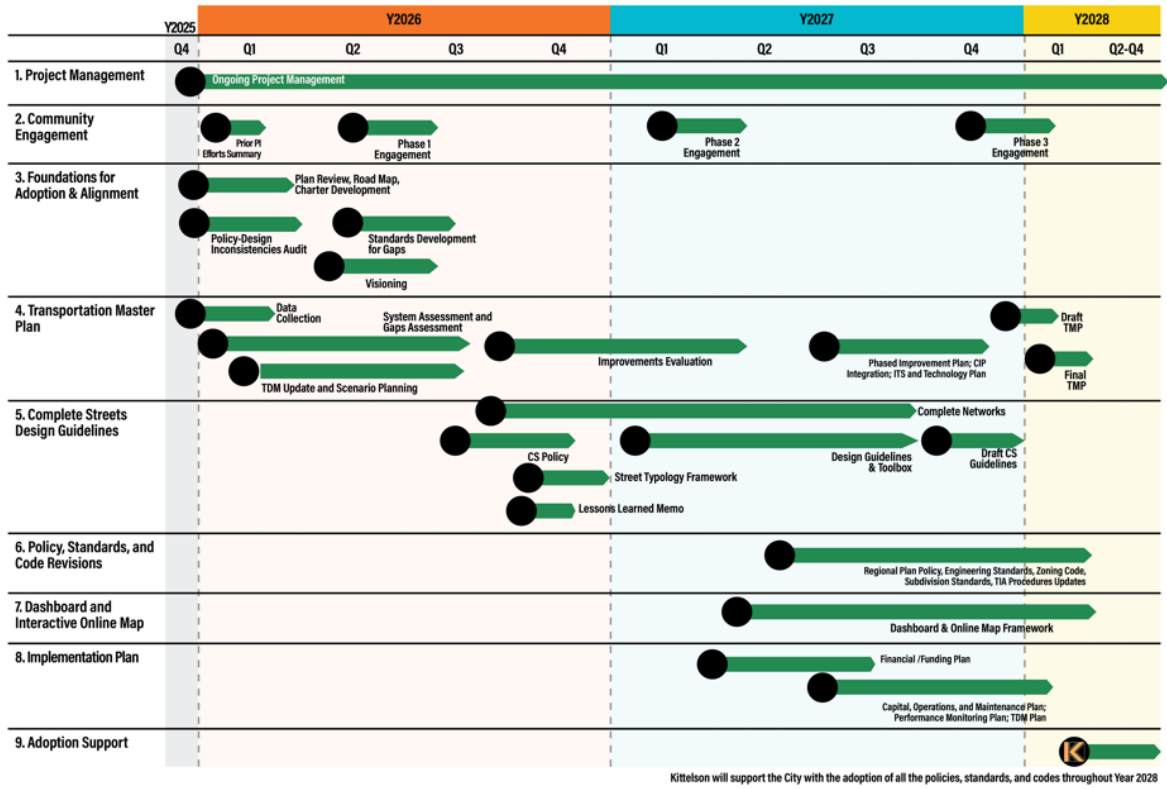 Y2025
Y2026
Y2027
Y2028
Q4
Q1
Q2
Q3
Q4
Q1
Q2
Q3
Q4
Q1
Q2-Q4
1. Project Management
Ongoing Project Management
2. Community
Engagement
Prior PI
Efforts Summary
Phase 1
Engagement
Phase 2
Engagement
Phase 3
Engagement
3. Foundations for
Adoption & Alignment
Plan Review, Road Map,
Charter Development
Policy-Design
Inconsistencies Audit
Standards Development
for Gaps
Visioning
4. Transportation Master
Plan
Data
Collection
System Assessment and
Gaps Assessment
TDM Update and Scenario Planning
Improvements Evaluation
Phased Improvement Plan; CIP
Integration; ITS and Technology Plan
Draft
TMP
Final
TMP
5. Complete Streets
Design Guidelines
Complete Networks
CS Policy
Design Guidelines
& Toolbox
Draft CS
Guidelines
Street Typology Framework
Lessons Learned Memo
6. Policy, Standards, and
Code Revisions
Regional Plan Policy, Engineering Standards, Zoning Code,
Subdivision Standards, TIA Procedures Updates
7. Dashboard and
Interactive Online Map
Dashboard & Online Map Framework
8. Implementation Plan
Financial /Funding Plan
Capital, Operations, and Maintenance Plan;
Performance Monitoring Plan; TDM Plan
9. Adoption Support
K
Kittelson will support the City with the adoption of all the policies, standards, and codes throughout Year 2028